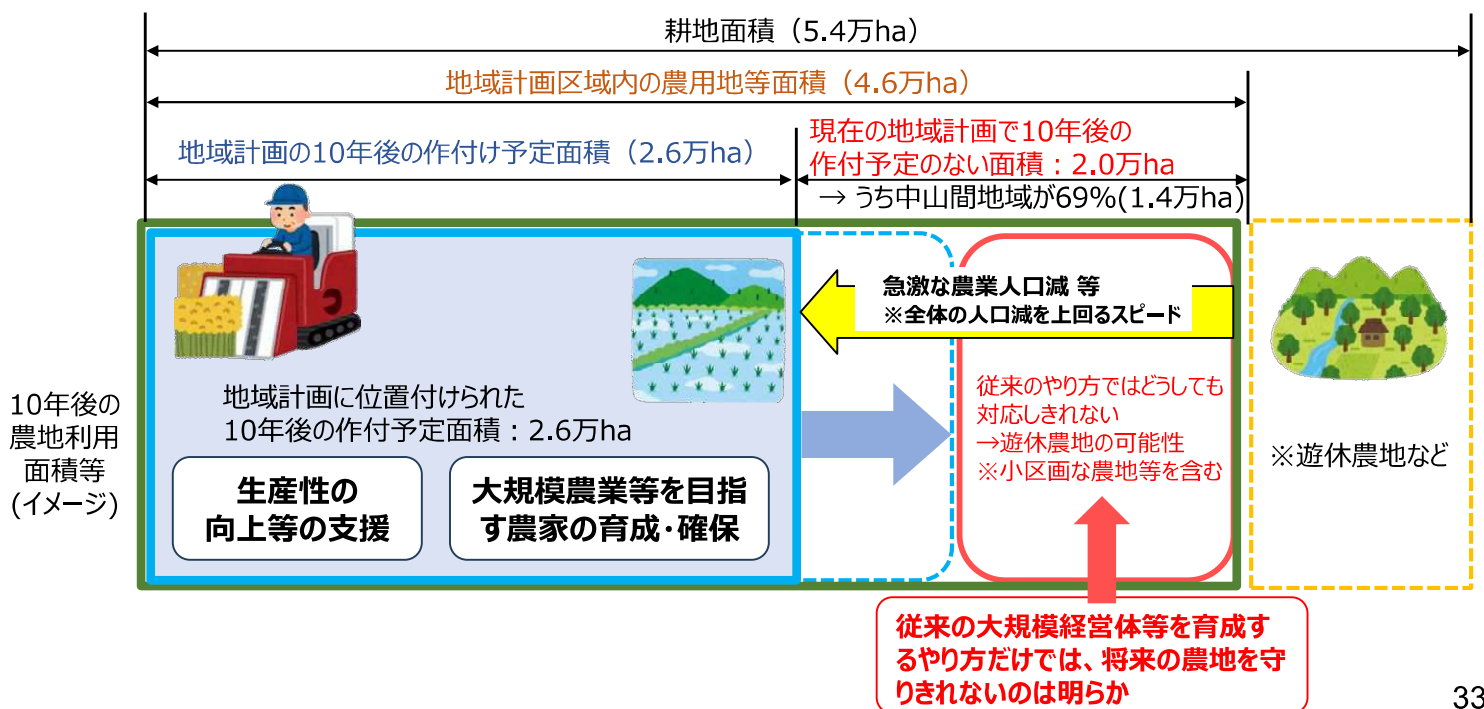 耕地面積（5.4万ha）
地域計画区域内の農用地等面積（4.6万ha）
地域計画の10年後の作付け予定面積（2.6万ha）
現在の地域計画で10年後の
作付予定のない面積：2.0万ha
→ うち中山間地域が69%(1.4万ha)
急激な農業人口減 等
※全体の人口減を上回るスピード
10年後の
農地利用
面積等
(イメージ)
地域計画に位置付けられた
10年後の作付予定面積：2.6万ha
生産性の
向上等の支援
大規模農業等を目指
す農家の育成・確保
従来のやり方ではどうしても
対応しきれない
→遊休農地の可能性
※小区画な農地等を含む
※遊休農地など
従来の大規模経営体等を育成す
るやり方だけでは、将来の農地を守
りきれないのは明らか
33